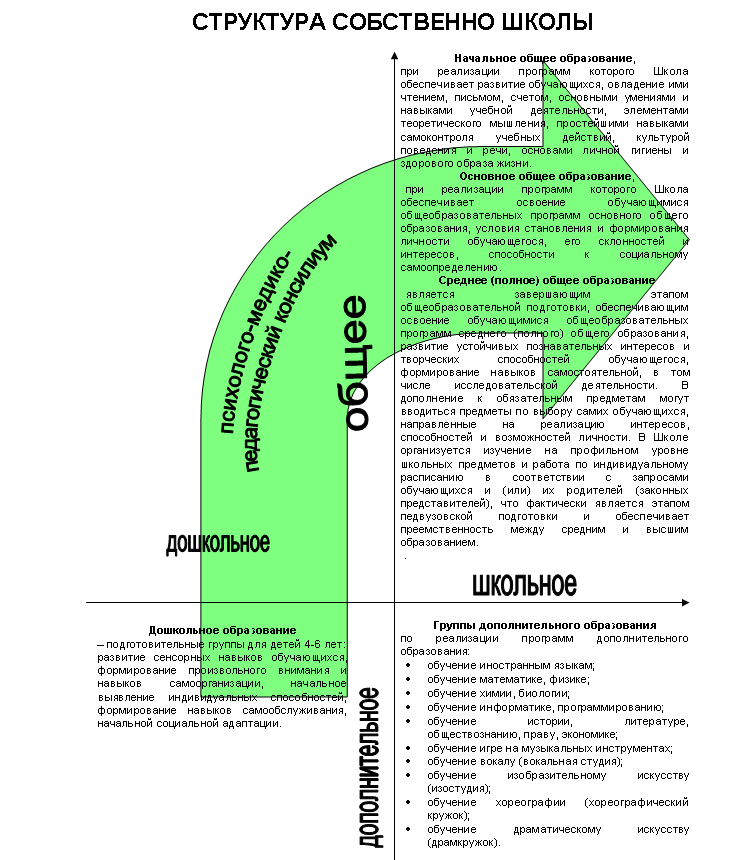 СТРУКТУРА СОБСТВЕННО ШКОЛЫ
Начальное общее образование,
при реализации программ которого Школа
обеспечивает развитие обучающихся, овладение ими
чтением, письмом, счетом, основными умениями и
навыками учебной деятельности, элементами
теоретического мышления, простейшими навыками
самоконтроля учебных действий, культурой
поведения и речи, основами личной гигиены и
здорового образа жизни.
Основное общее образование,
при реализации программ которого Школа
обеспечивает освоение обучающимися
общеобразовательных программ основного общего
образования, условия становления и формирования
личности обучающегося, его склонностей и
интересов, способности к социальному
самоопределению.
Среднее (полное) общее образование
является завершающим этапом
общеобразовательной подготовки, обеспечивающим
освоение обучающимися общеобразовательных
программ среднего (полного) общего образования,
развитие устойчивых познавательных интересов и
творческих способностей обучающегося,
формирование навыков самостоятельной, в том
числе исследовательской деятельности. В
дополнение к обязательным предметам могут
вводиться предметы по выбору самих обучающихся,
направленные на реализацию интересов,
способностей и возможностей личности. В Школе
организуется изучение на профильном уровне
школьных предметов и работа по индивидуальному
расписанию в соответствии с запросами
обучающихся и (или) их родителей (законных
представителей), что фактически является этапом
педвузовской подготовки и обеспечивает
преемственность между средним и высшим
образованием.
.
психолого-медико-
педагогический консилиум
общее
дошкольное
школьное
Дошкольное образование
– подготовительные группы для детей 4-6 лет:
развитие сенсорных навыков обучающихся,
формирование произвольного внимания и
навыков самоорганизации, начальное
выявление индивидуальных способностей,
формирование навыков самообслуживания,
начальной социальной адаптации.
дополнительное
Группы дополнительного образования
по реализации программ дополнительного
образования:
• обучение иностранным языкам;
• обучение математике, физике;
• обучение химии, биологии;
• обучение информатике, программированию;
• обучение истории, литературе,
обществознанию, праву, экономике;
• обучение игре на музыкальных инструментах;
• обучение вокалу (вокальная студия);
• обучение изобразительному искусству
(изостудия);
• обучение хореографии (хореографический
кружок);
• обучение драматическому искусству
(драмкружок).